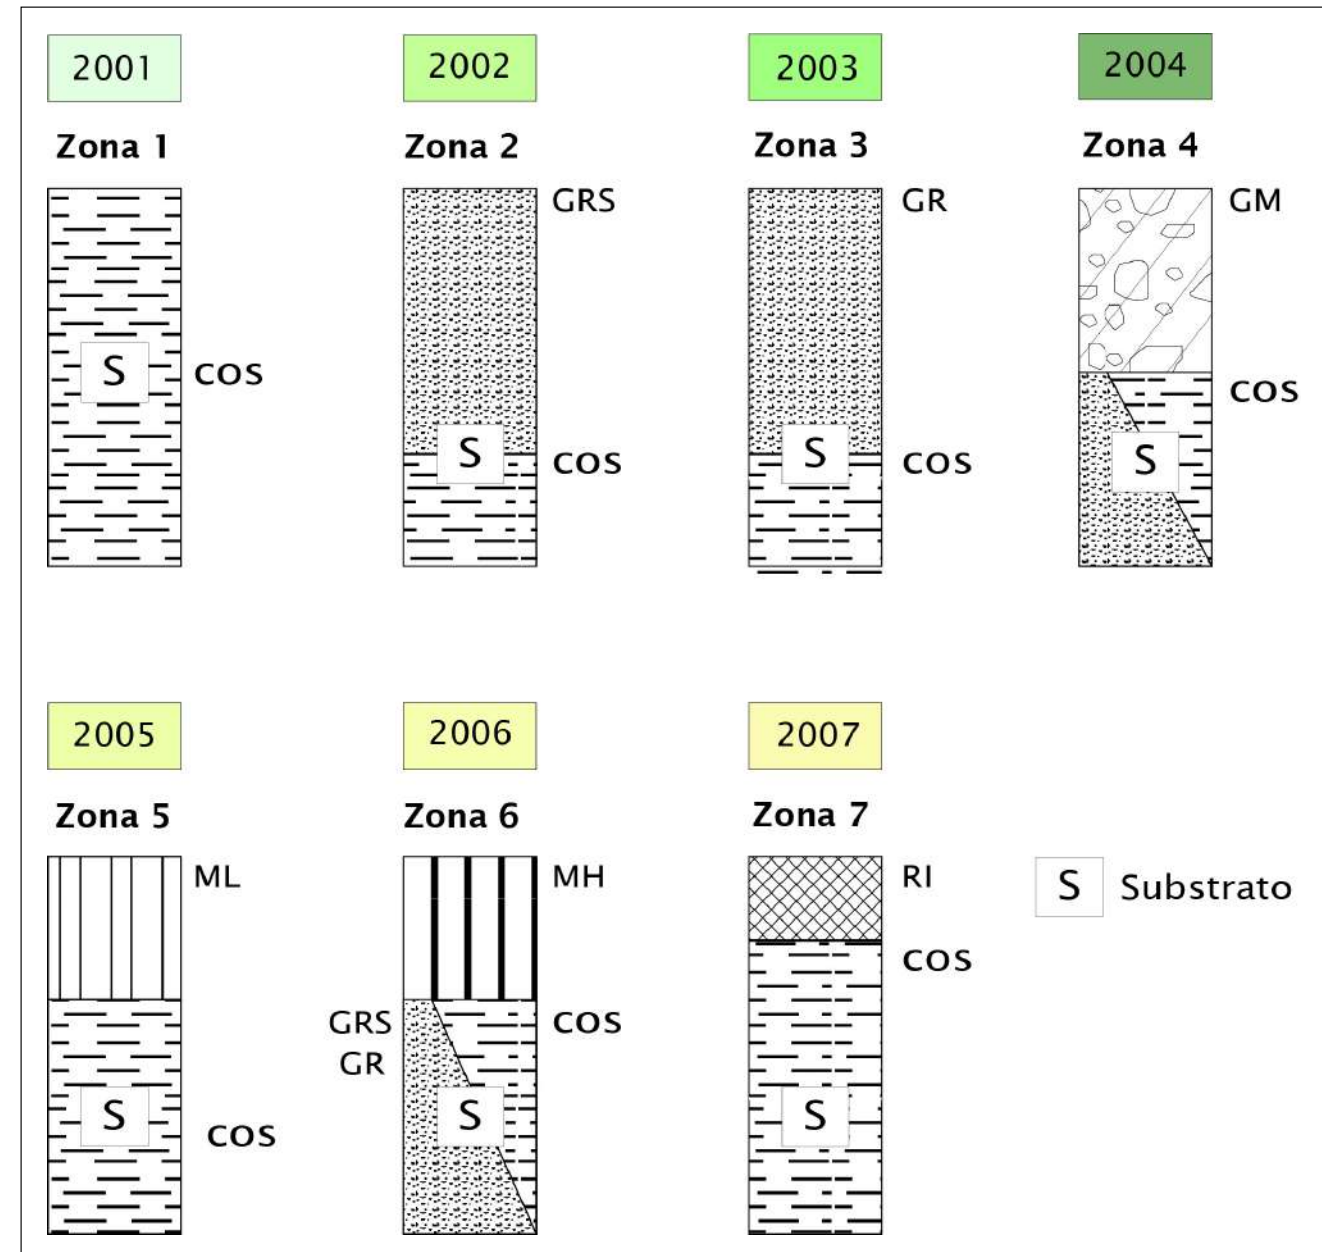 2001 2002 2003 2004
Zona 1 Zona 2 Zona 3 Zona 4
GRS GR GM
S COS
COS
S COS
S COS
S
2005 2006 2007
Zona 5 Zona 6 Zona 7
ML MH RI S Substrato
COS
GRS COS
GR
S S S
COS